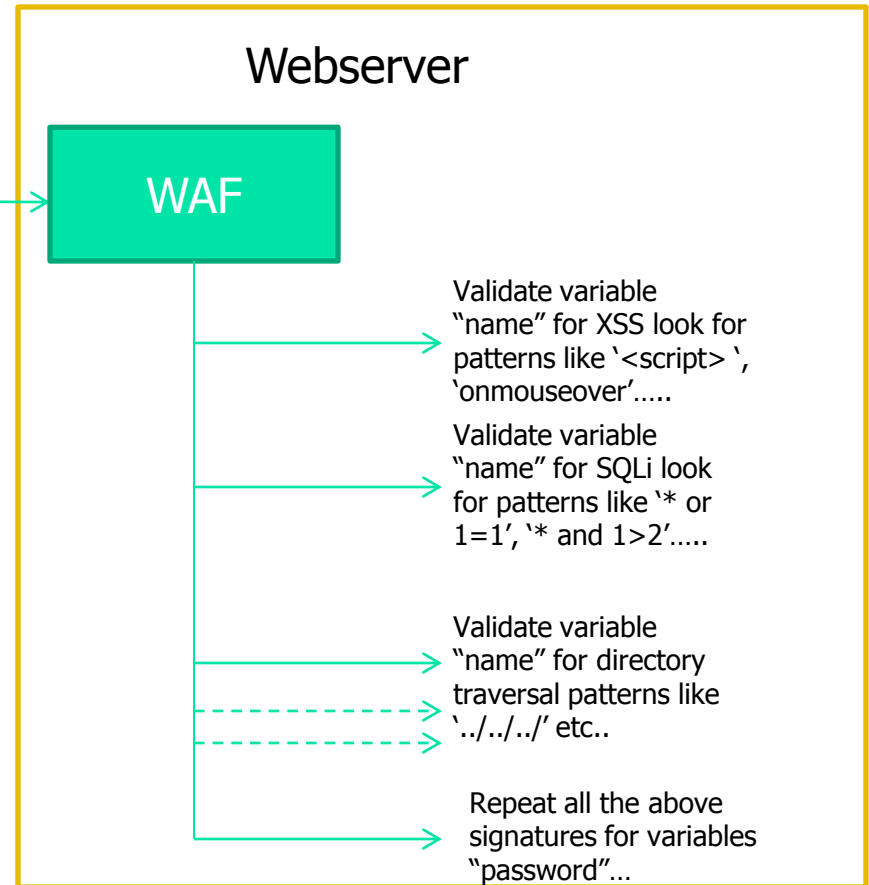 Webserver
WAF
Validate variable
“name” for XSS look for
patterns like ‘<script> ‘,
‘onmouseover’…..
Validate variable
“name” for SQLi look
for patterns like ‘* or
1=1’, ‘* and 1>2’…..
Validate variable
“name” for directory
traversal patterns like
‘../../../’ etc..
Repeat all the above
signatures for variables
“password”…